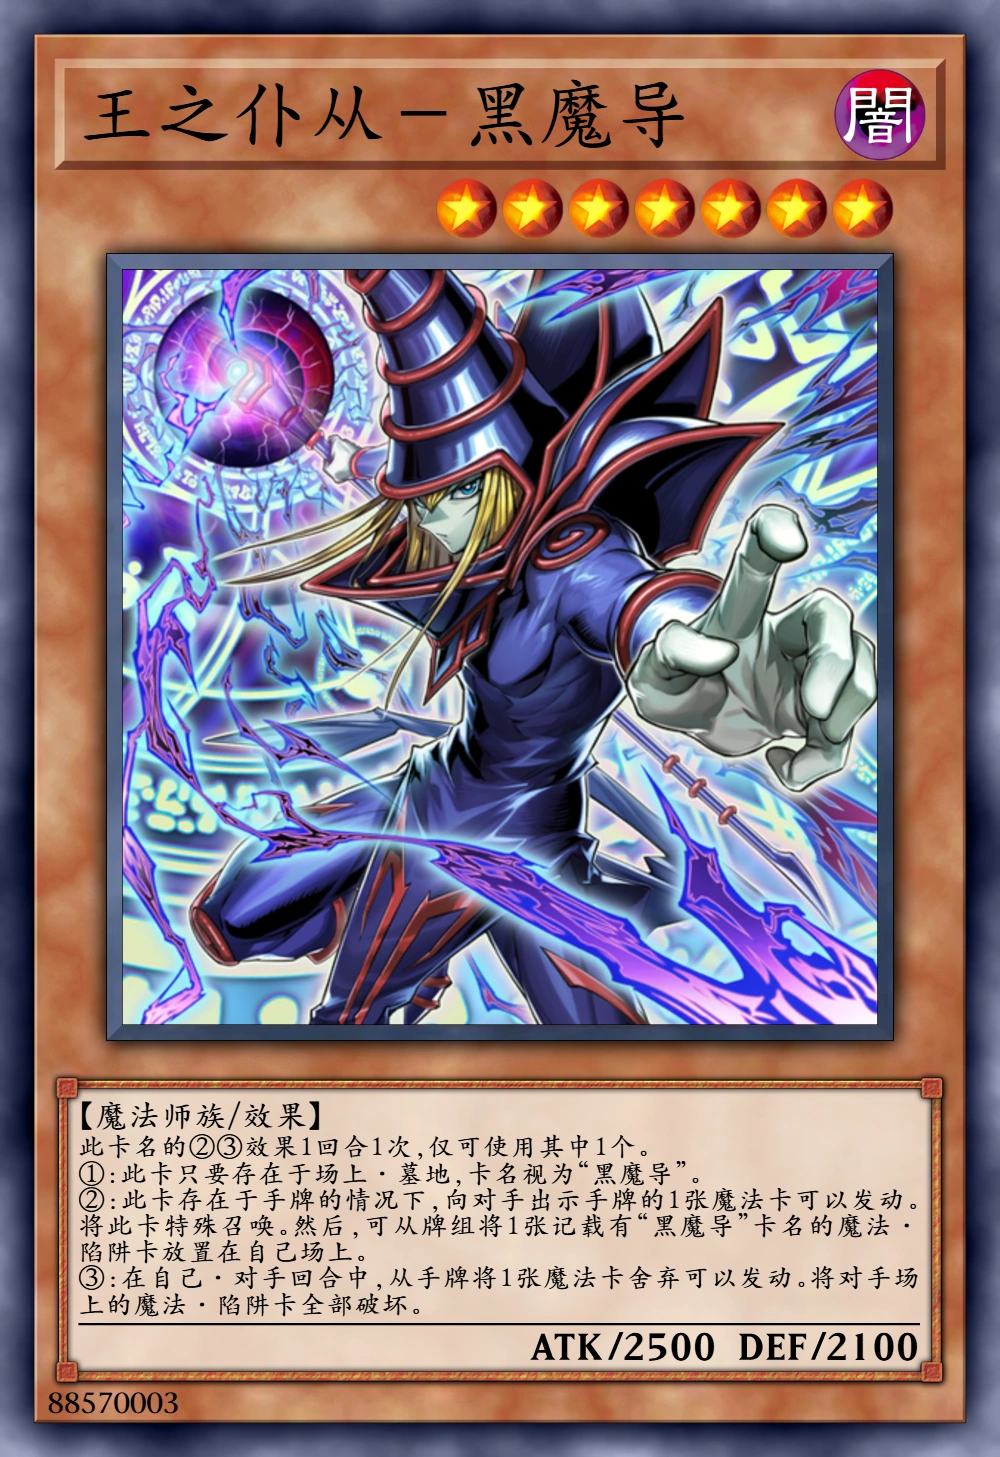 王之仆从－黑魔导
闇
【魔法师族/效果】
此卡名的②③效果1回合1次,仅可使用其中1个。
①:此卡只要存在于场上・墓地,卡名视为“黑魔导”。
②:此卡存在于手牌的情况下,向对手出示手牌的1张魔法卡可以发动。
将此卡特殊召唤。然后,可从牌组将1张记载有“黑魔导”卡名的魔法・
陷阱卡放置在自己场上。
③:在自己・对手回合中,从手牌将1张魔法卡舍弃可以发动。将对手场
上的魔法・陷阱卡全部破坏。
ATK/2500 DEF/2100
88570003